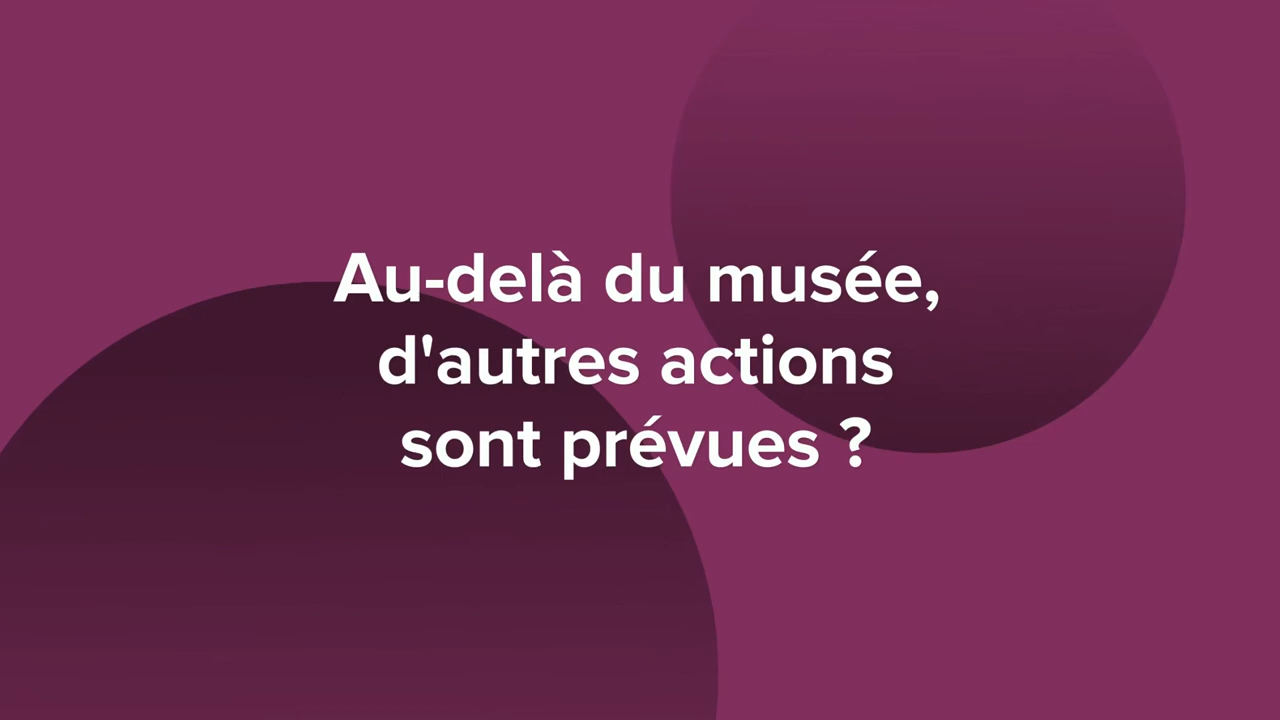 Au-delà du musée,
d'autres actions
sont prévues ?